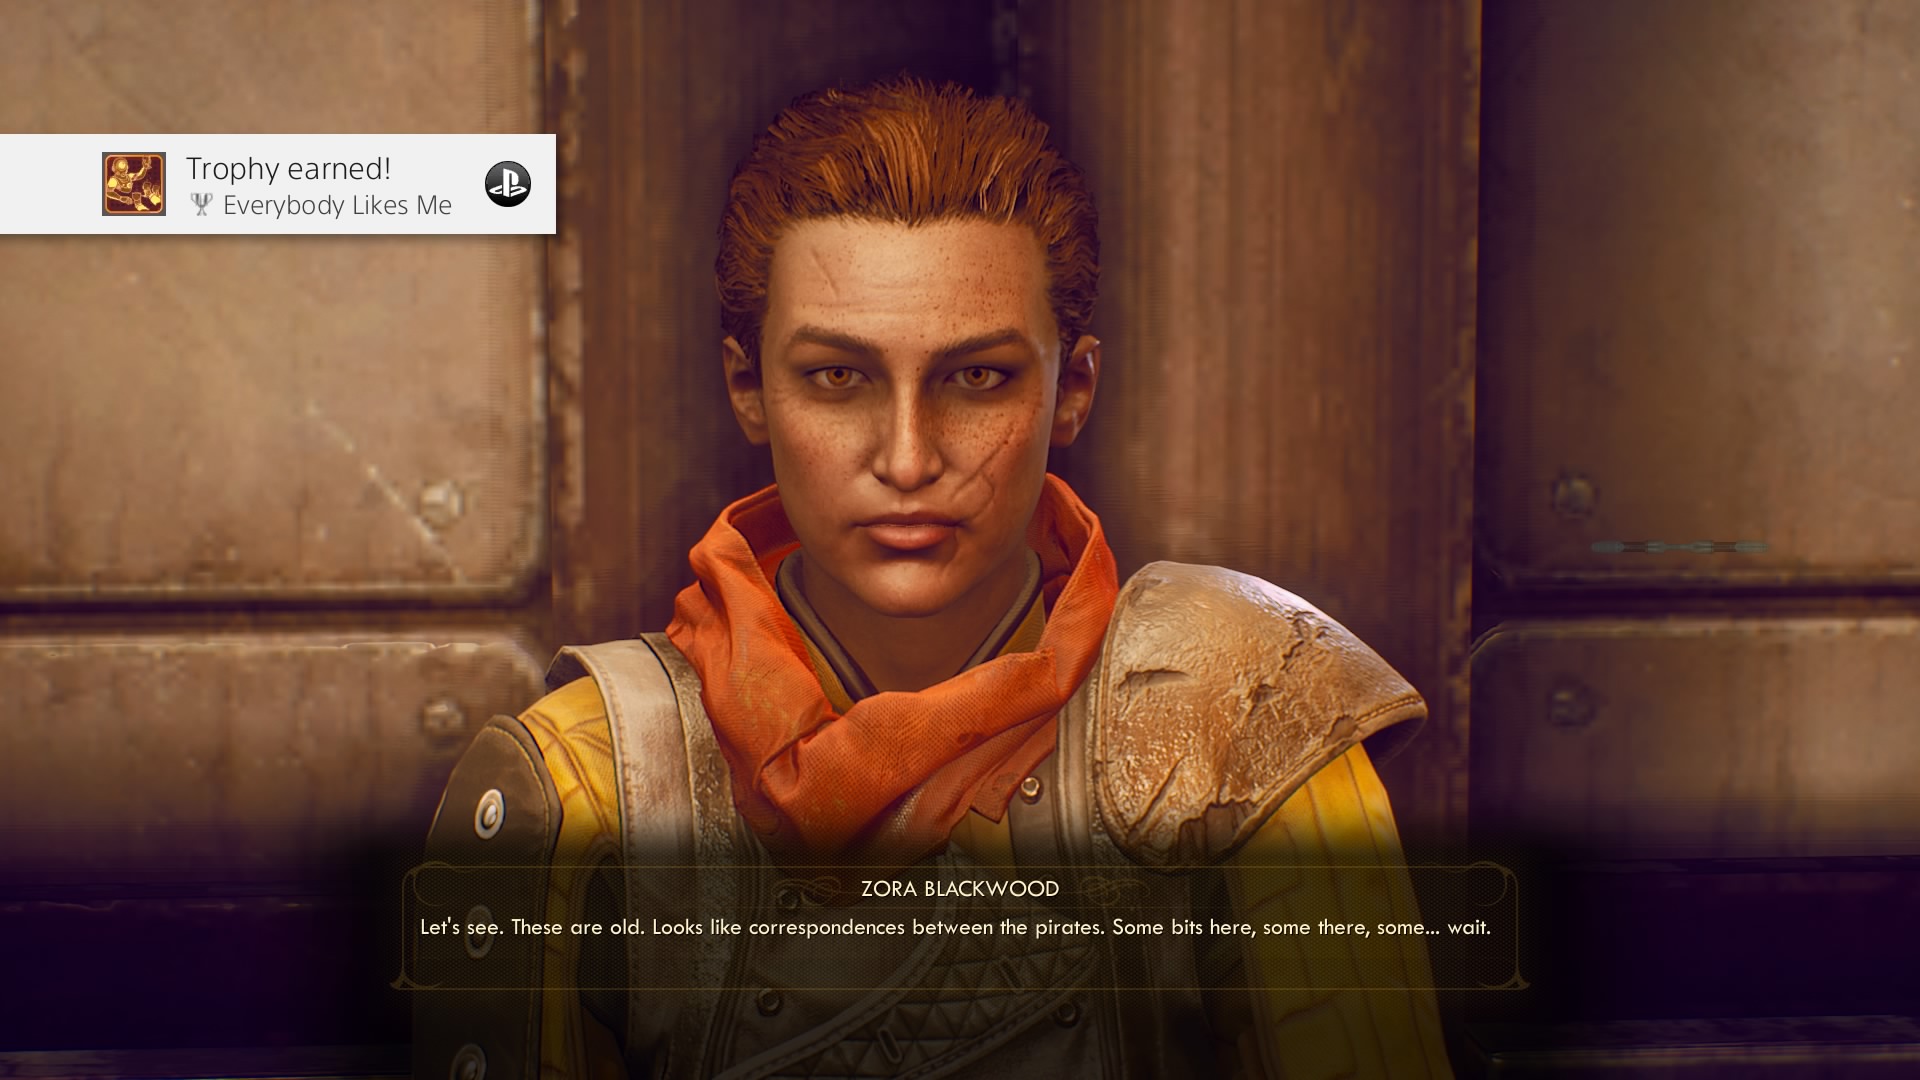 Trophy earned!
Everybody Likes Me
ZORA BLACKWOOD
Let's see. These are old. Looks like correspondences between the pirates. Some bits here, some there, some... wait.